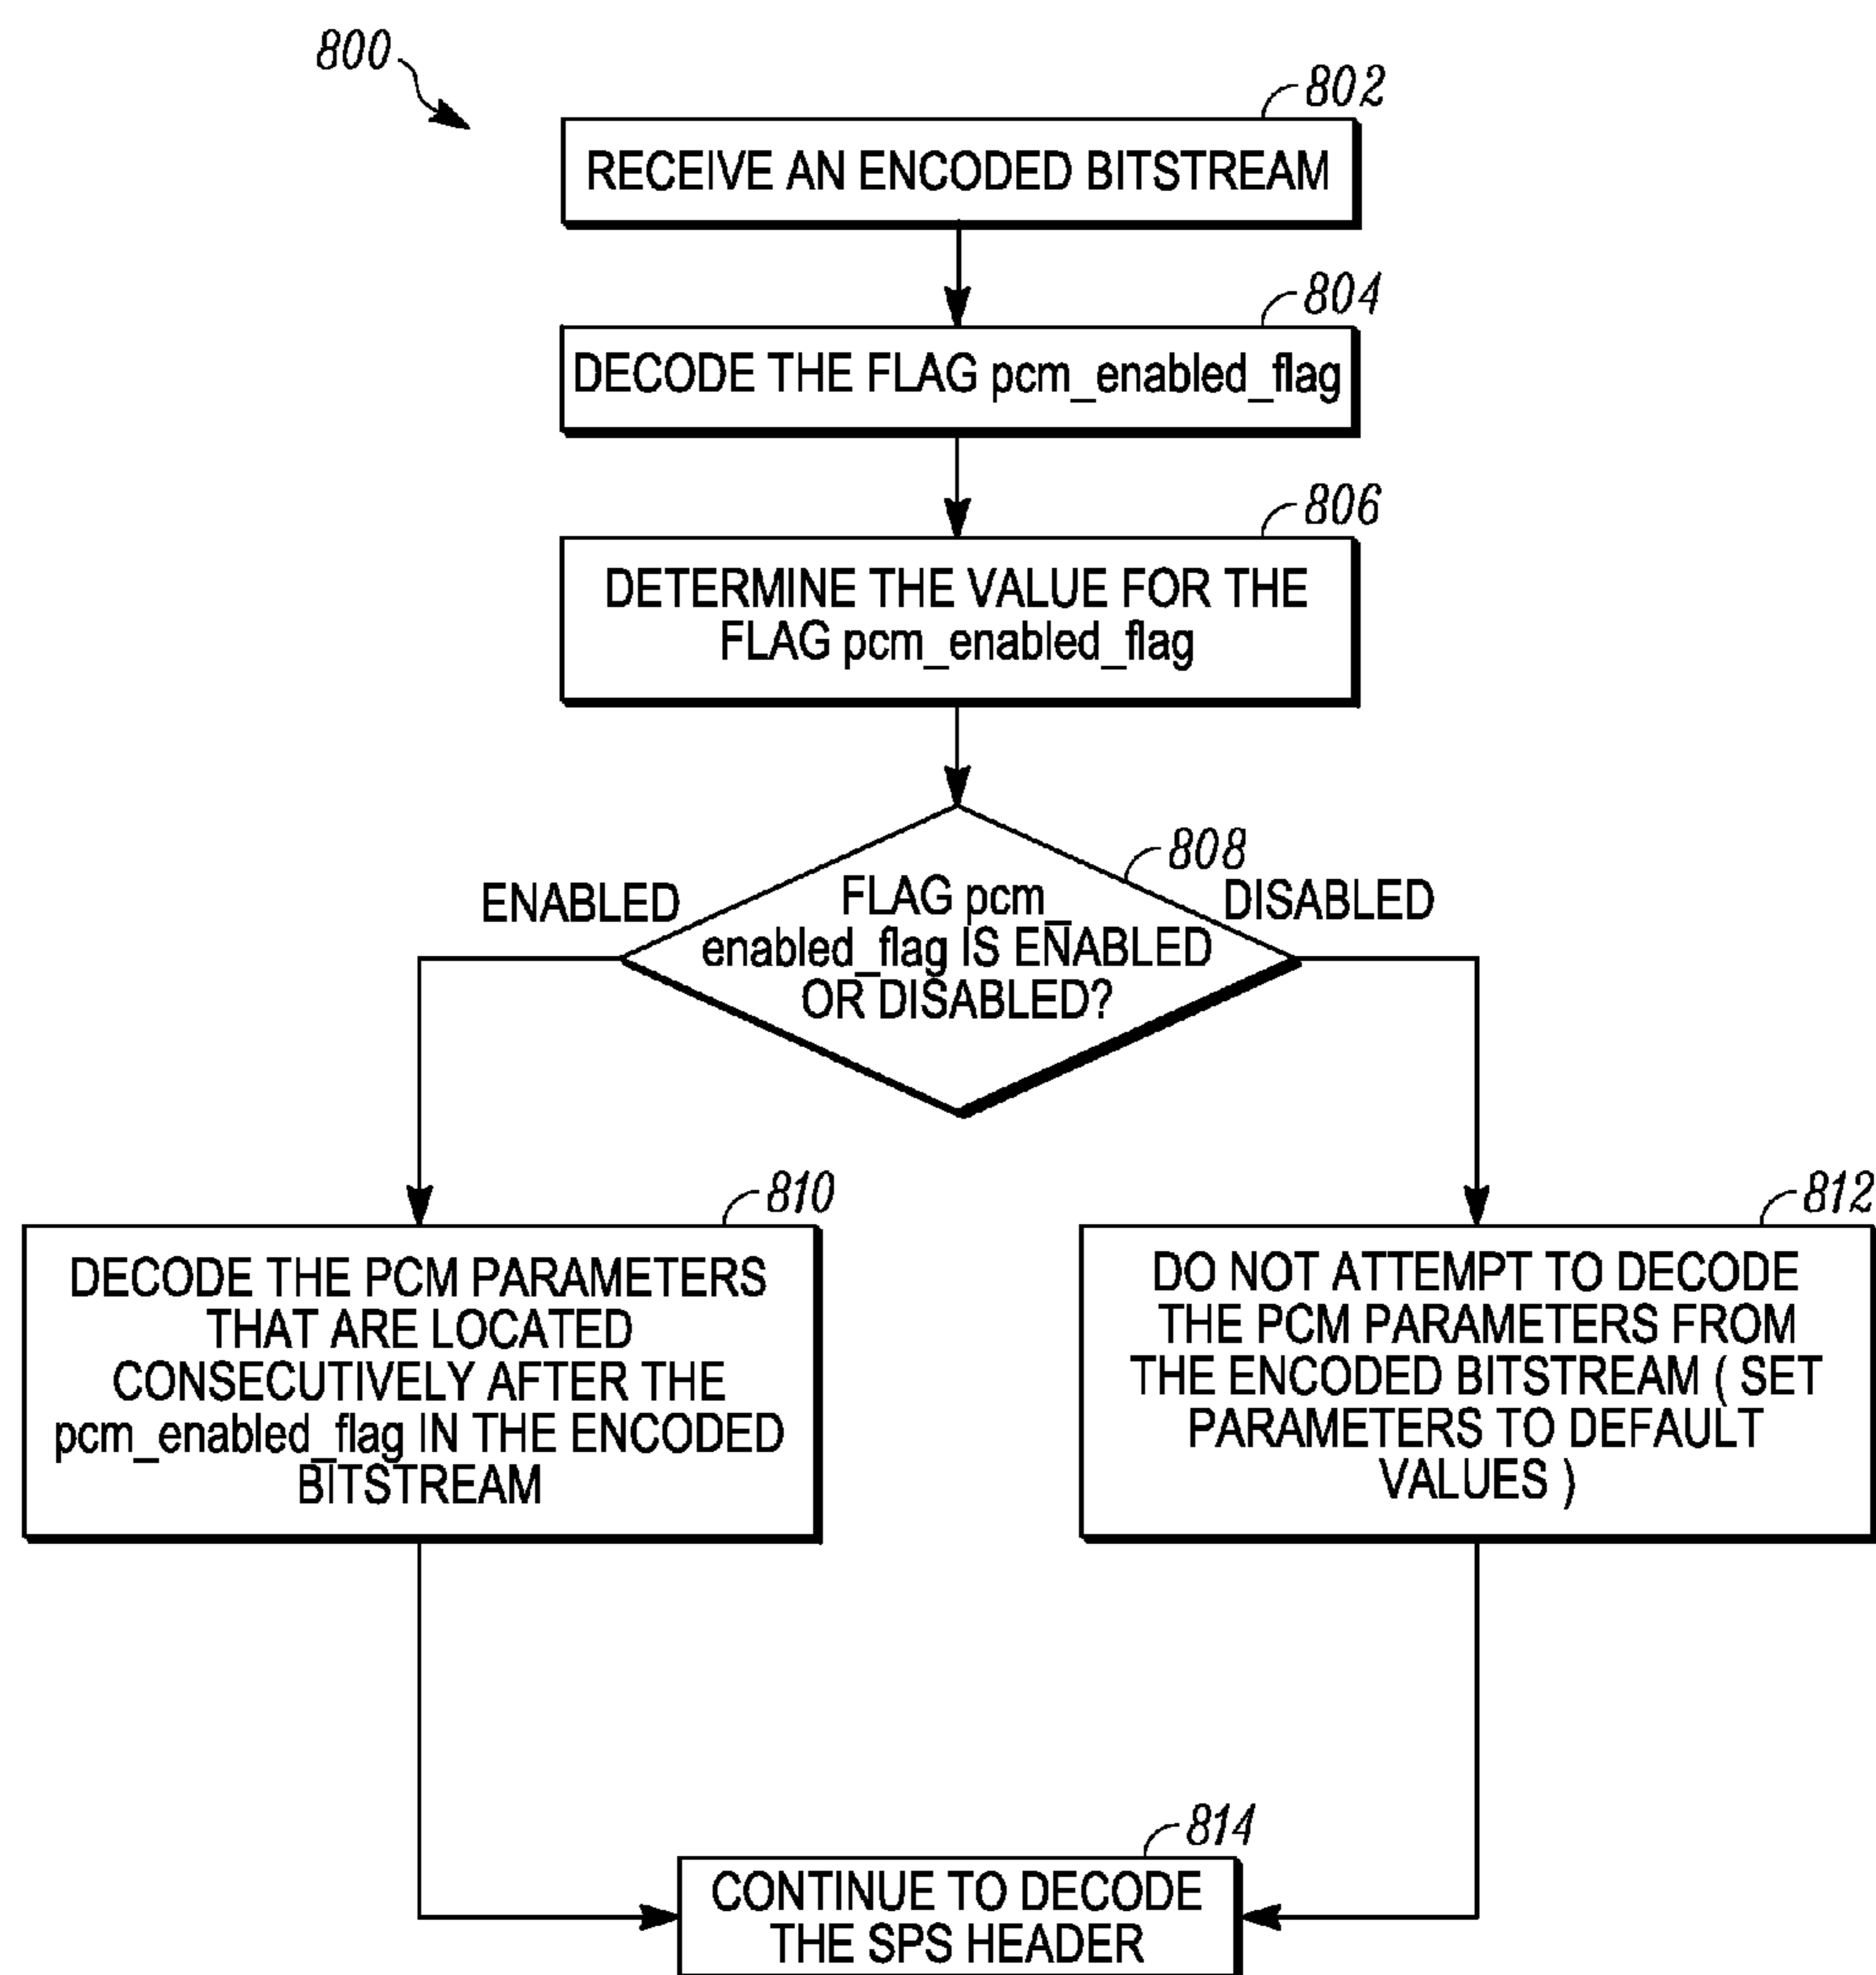 800
802
RECEIVE AN ENCODED BITSTREAM
804
DECODE THE FLAG pcm_enabled_flag
806
DETERMINE THE VALUE FOR THE
FLAG pcm_enabled_flag
808
ENABLED
DISABLED
FLAG pcm_
enabled_flag IS ENABLED
OR DISABLED?
810
DECODE THE PCM PARAMETERS
THAT ARE LOCATED
CONSECUTIVELY AFTER THE
pcm_enabled_flag IN THE ENCODED
BITSTREAM
812
DO NOT ATTEMPT TO DECODE
THE PCM PARAMETERS FROM
THE ENCODED BITSTREAM ( SET
PARAMETERS TO DEFAULT
VALUES )
814
CONTINUE TO DECODE
THE SPS HEADER